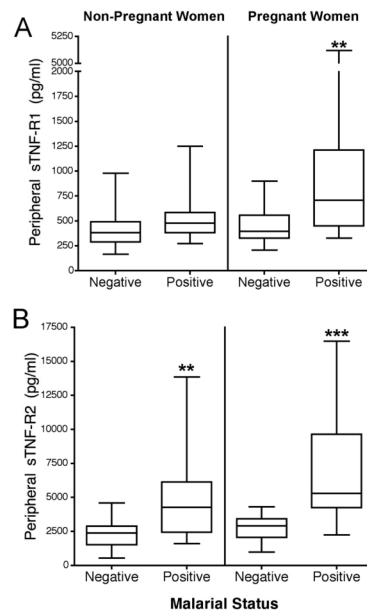 Non-Pregnant Women Pregnant Women
A
Peripheral sTNF-R1 (pg/ml)
5250
5000
2000
1750
1500
1250
1000
750
500
250
0
**
Negative Positive Negative Positive
B
Peripheral sTNF-R2 (pg/ml)
17500
15000
12500
10000
7500
5000
2500
0
**
***
Negative Positive Negative Positive
Malarial Status